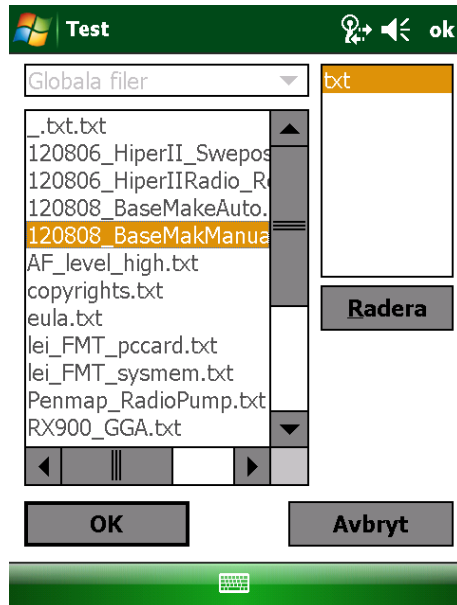 Test
ok
Globala filer
_.txt.txt
120806_HiperII_Swepos
120806_HiperIIRadio_R
120808_BaseMakeAuto.
120808_BaseMakManua
AF_level_high.txt
copyrights.txt
eula.txt
lei_FMT_pccard.txt
lei_FMT_sysmem.txt
Penmap_RadioPump.txt
RX900_GGA.txt
txt
Radera
OK
Avbryt